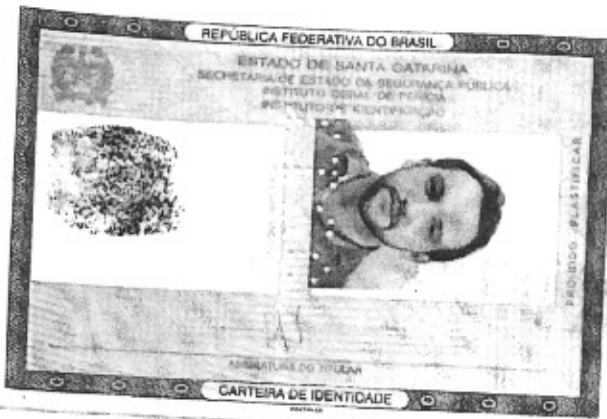 REPÚBLICA FEDERATIVA DO BRASIL
ESTADO DE SANTA CATARINA
SECRETARIA DE ESTADO DA SEGURANÇA PÚBLICA
INSTITUTO GERAL DE PERÍCIA
INSTITUTO DE IDENTIFICAÇÃO
PROIBIDO PLASTIFICAR
ASSINATURA DO TITULAR
CARTEIRA DE IDENTIDADE